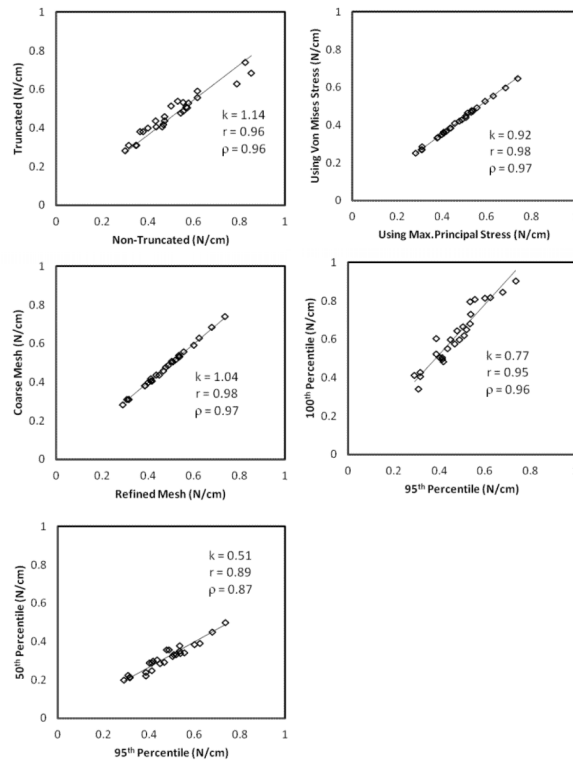 1
0.8
0.6
0.4
0.2
0
0 0.2 0.4 0.6 0.8 1
Truncated (N/cm)
Non-Truncated (N/cm)
k = 1.14
r = 0.96
ρ = 0.96
1
0.8
0.6
0.4
0.2
0
0 0.2 0.4 0.6 0.8
Using Von Mises Stress (N/cm)
Using Max.Principal Stress (N/cm)
k = 0.92
r = 0.98
ρ = 0.97
1
0.8
0.6
0.4
0.2
0
0 0.2 0.4 0.6 0.8 1
Coarse Mesh (N/cm)
Refined Mesh (N/cm)
k = 1.04
r = 0.98
ρ = 0.97
1
0.8
0.6
0.4
0.2
0
0 0.2 0.4 0.6 0.8
100th Percentile (N/cm)
95th Percentile (N/cm)
k = 0.77
r = 0.95
ρ = 0.96
1
0.8
0.6
0.4
0.2
0
0 0.2 0.4 0.6 0.8 1
50th Percentile (N/cm)
95th Percentile (N/cm)
k = 0.51
r = 0.89
ρ = 0.87